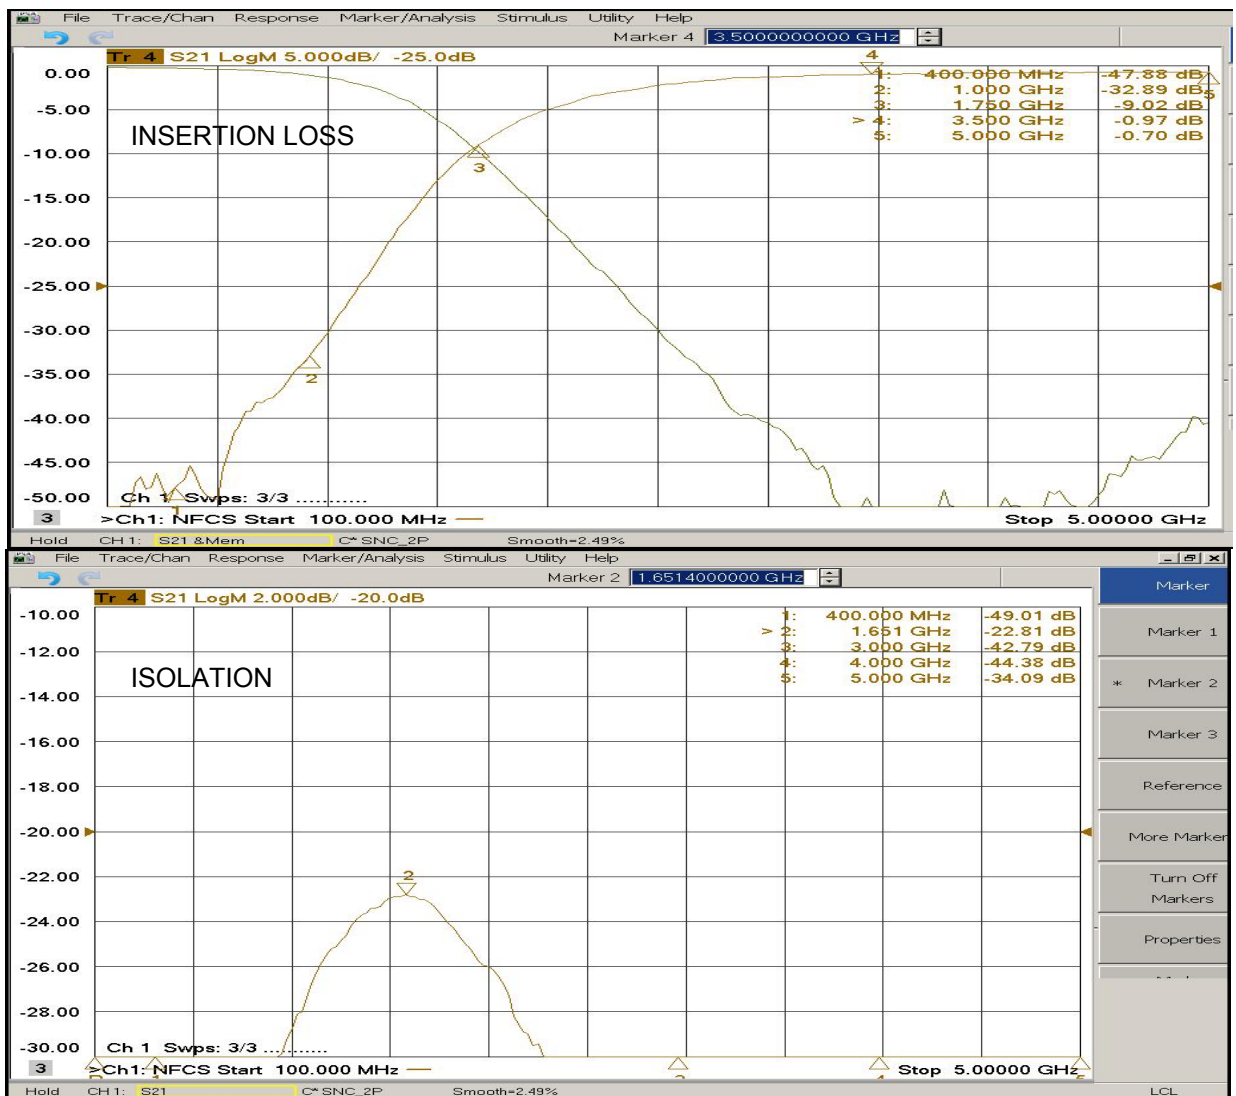 File Trace/Chan Response Marker/Analysis Stimulus Utility Help
Marker 4 3.5000000000 GHz
Tr 4 S21 LogM 5.000dB/ -25.0dB
4
0.00
1: 400.000 MHz -47.88 dB
2: 1.000 GHz -32.89 dB
5
3: 1.750 GHz -9.02 dB
-5.00
> 4: 3.500 GHz -0.97 dB
5: 5.000 GHz -0.70 dB
INSERTION LOSS
-10.00
3
-15.00
-20.00
-25.00
-30.00
-35.00
2
-40.00
-45.00
-50.00
Ch 1 Swps: 3/3 ..........
1
3 >Ch1: NFCS Start 100.000 MHz Stop 5.00000 GHz
Hold CH 1: S21 &Mem C* SNC_2P Smooth=2.49%
File Trace/Chan Response Marker/Analysis Stimulus Utility Help
Marker 2 1.6514000000 GHz
Marker
Tr 4 S21 LogM 2.000dB/ -20.0dB
-10.00
1: 400.000 MHz -49.01 dB
> 2: 1.651 GHz -22.81 dB
Marker 1
3: 3.000 GHz -42.79 dB
-12.00
4: 4.000 GHz -44.38 dB
5: 5.000 GHz -34.09 dB
ISOLATION
* Marker 2
-14.00
Marker 3
-16.00
-18.00
Reference
-20.00
More Marker
-22.00
2
Turn Off
Markers
-24.00
Properties
-26.00
-28.00
-30.00
Ch 1 Swps: 3/3 ..........
3 >Ch1: NFCS Start 100.000 MHz Stop 5.00000 GHz
1
Hold CH 1: S21 C* SNC_2P Smooth=2.49% LCL